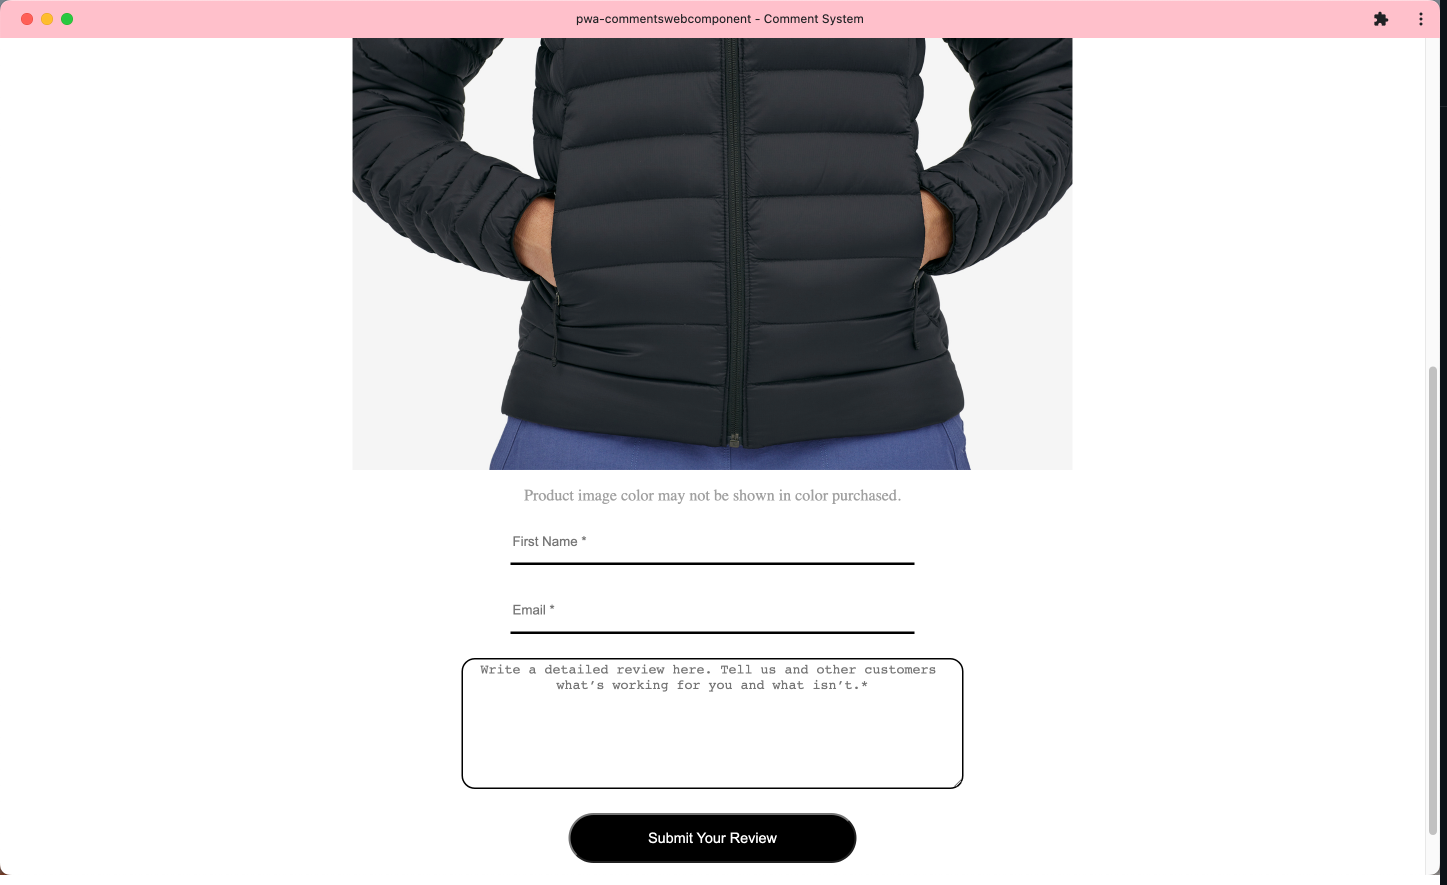 pwa-commentswebcomponent - Comment System
Product image color may not be shown in color purchased.
First Name *
Email *
Write a detailed review here. Tell us and other customers
what’s working for you and what isn’t.*
Submit Your Review